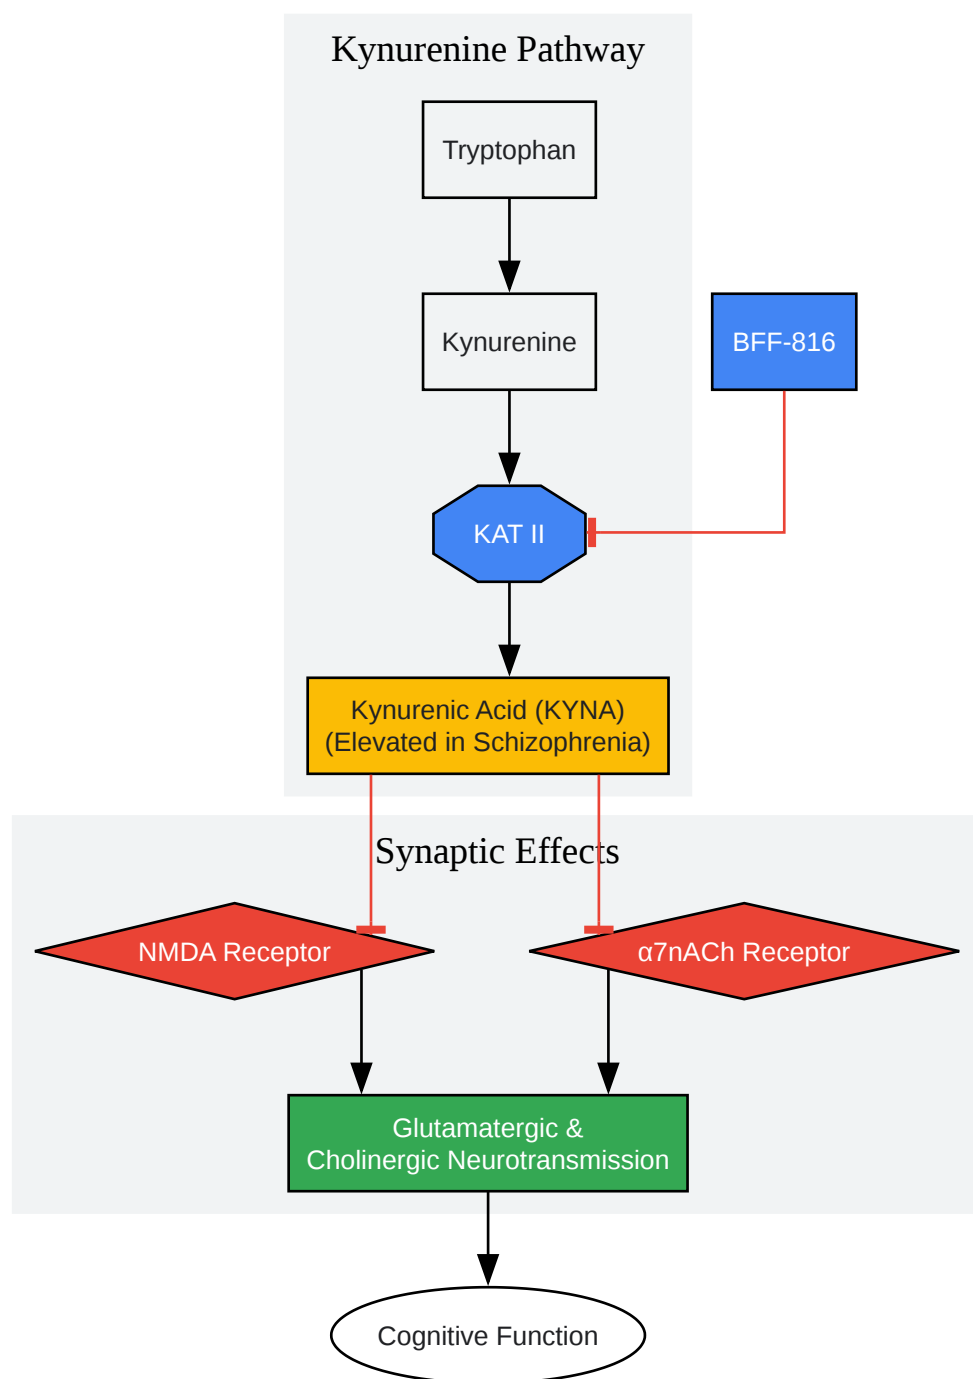 Kynurenine Pathway
Tryptophan
Kynurenine
BFF-816
KAT II
Kynurenic Acid (KYNA)
(Elevated in Schizophrenia)
Synaptic Effects
NMDA Receptor
α7nACh Receptor
Glutamatergic &
Cholinergic Neurotransmission
Cognitive Function